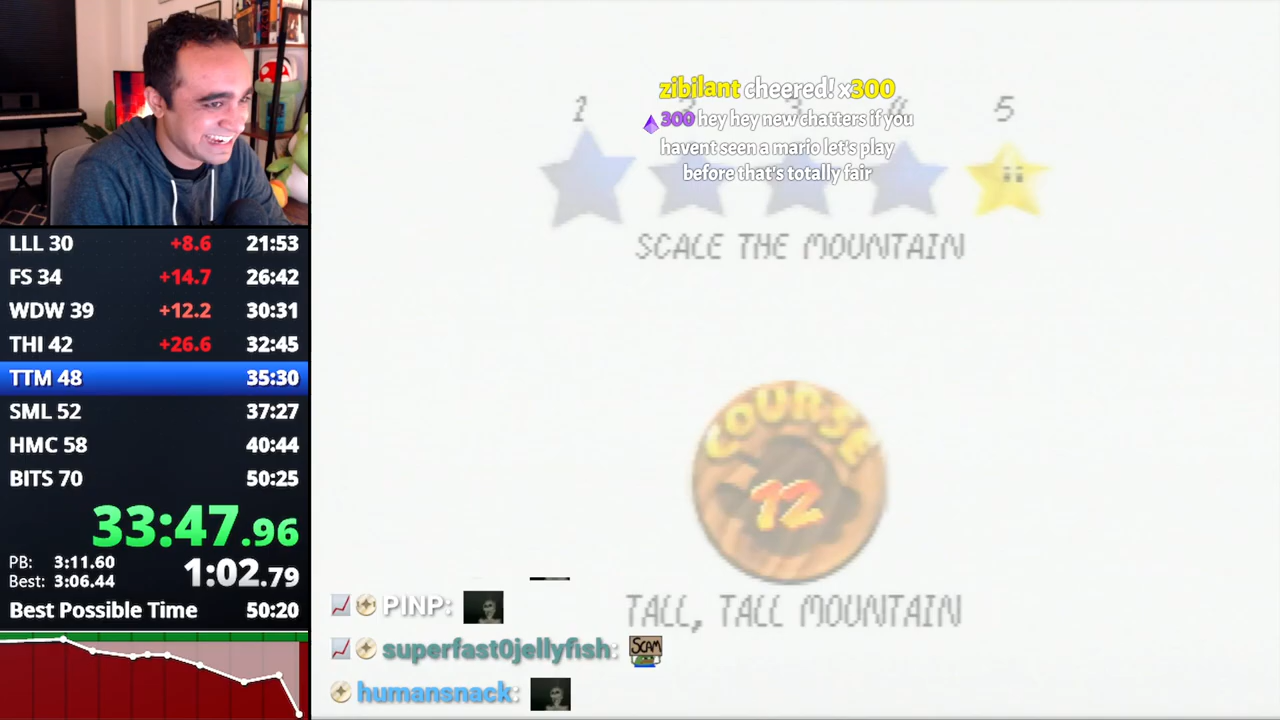 LLL 30 +8.6 21:53
FS 34 +14.7 26:42
WDW 39 +12.2 30:31
THI 42 +26.6 32:45
TTM 48 35:30
SML 52 37:27
HMC 58 40:44
BITS 70 50:25
33:47.96
PB: 3:11.60
Best: 3:06.44
1:02.79
Best Possible Time 50:20
zibilant cheered! x300
300 hey hey new chatters if you
havent seen a mario let's play
before that's totally fair
1 2 3 4 5
SCALE THE MOUNTAIN
COURSE
12
TALL, TALL MOUNTAIN
PINP:
superfast0jellyfish: SCAM
humansnack: